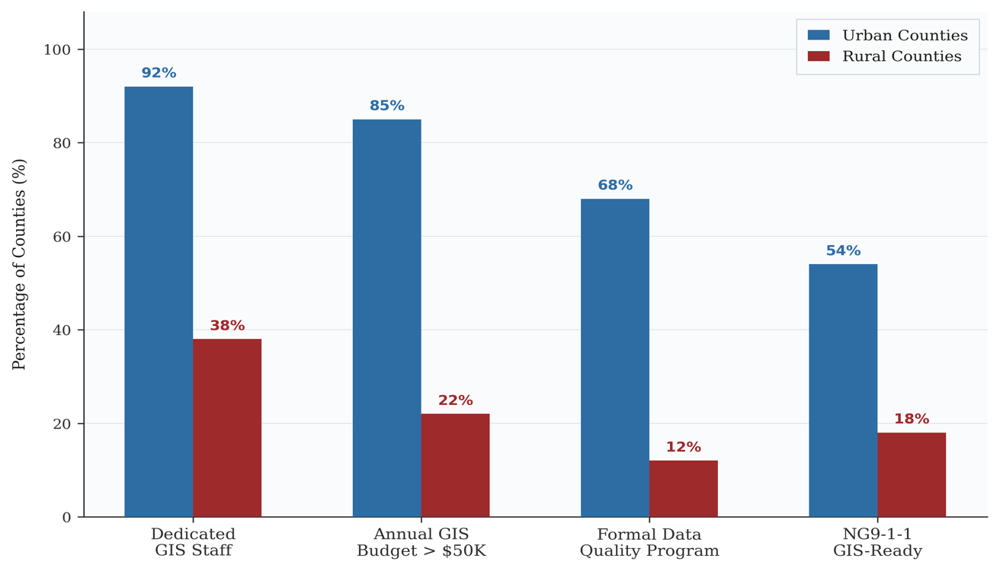 Urban Counties
Rural Counties
Percentage of Counties (%)
100
80
60
40
20
0
92%
38%
85%
22%
68%
12%
54%
18%
Dedicated
GIS Staff
Annual GIS
Budget > $50K
Formal Data
Quality Program
NG9-1-1
GIS-Ready